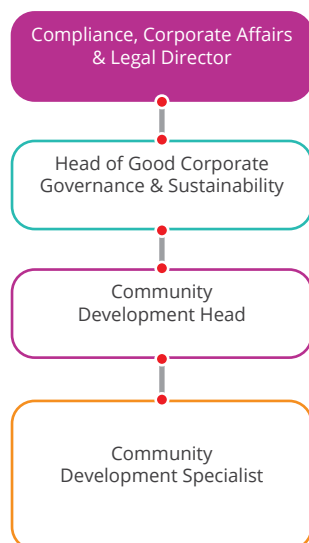 Compliance, Corporate Affairs
& Legal Director
Head of Good Corporate
Governance & Sustainability
Community
Development Head
Community
Development Specialist